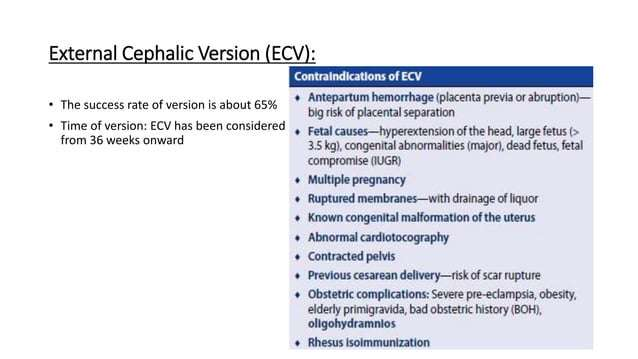 External Cephalic Version (ECV):
• The success rate of version is about 65%
• Time of version: ECV has been considered
from 36 weeks onward
Contraindications of ECV
♦ Antepartum hemorrhage (placenta previa or abruption)—
big risk of placental separation
♦ Fetal causes—hyperextension of the head, large fetus (>
3.5 kg), congenital abnormalities (major), dead fetus, fetal
compromise (IUGR)
♦ Multiple pregnancy
♦ Ruptured membranes—with drainage of liquor
♦ Known congenital malformation of the uterus
♦ Abnormal cardiotocography
♦ Contracted pelvis
♦ Previous cesarean delivery—risk of scar rupture
♦ Obstetric complications: Severe pre-eclampsia, obesity,
elderly primigravida, bad obstetric history (BOH),
oligohydramnios
♦ Rhesus isoimmunization